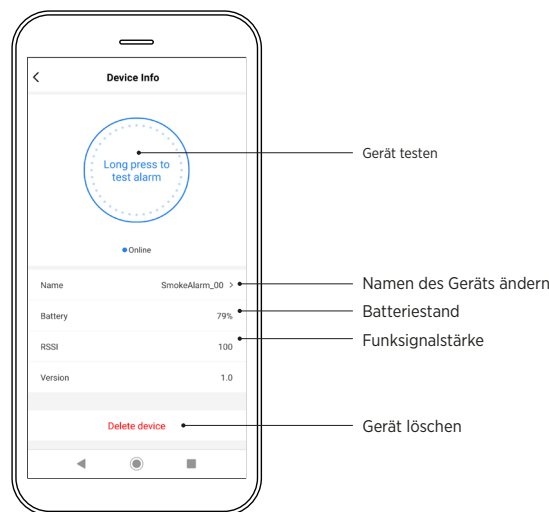 Device Info
Long press to
test alarm
Gerät testen
Online
Name SmokeAlarm_00 > Namen des Geräts ändern
Battery 79% Batteriestand
RSSI 100 Funksignalstärke
Version 1.0
Delete device Gerät löschen